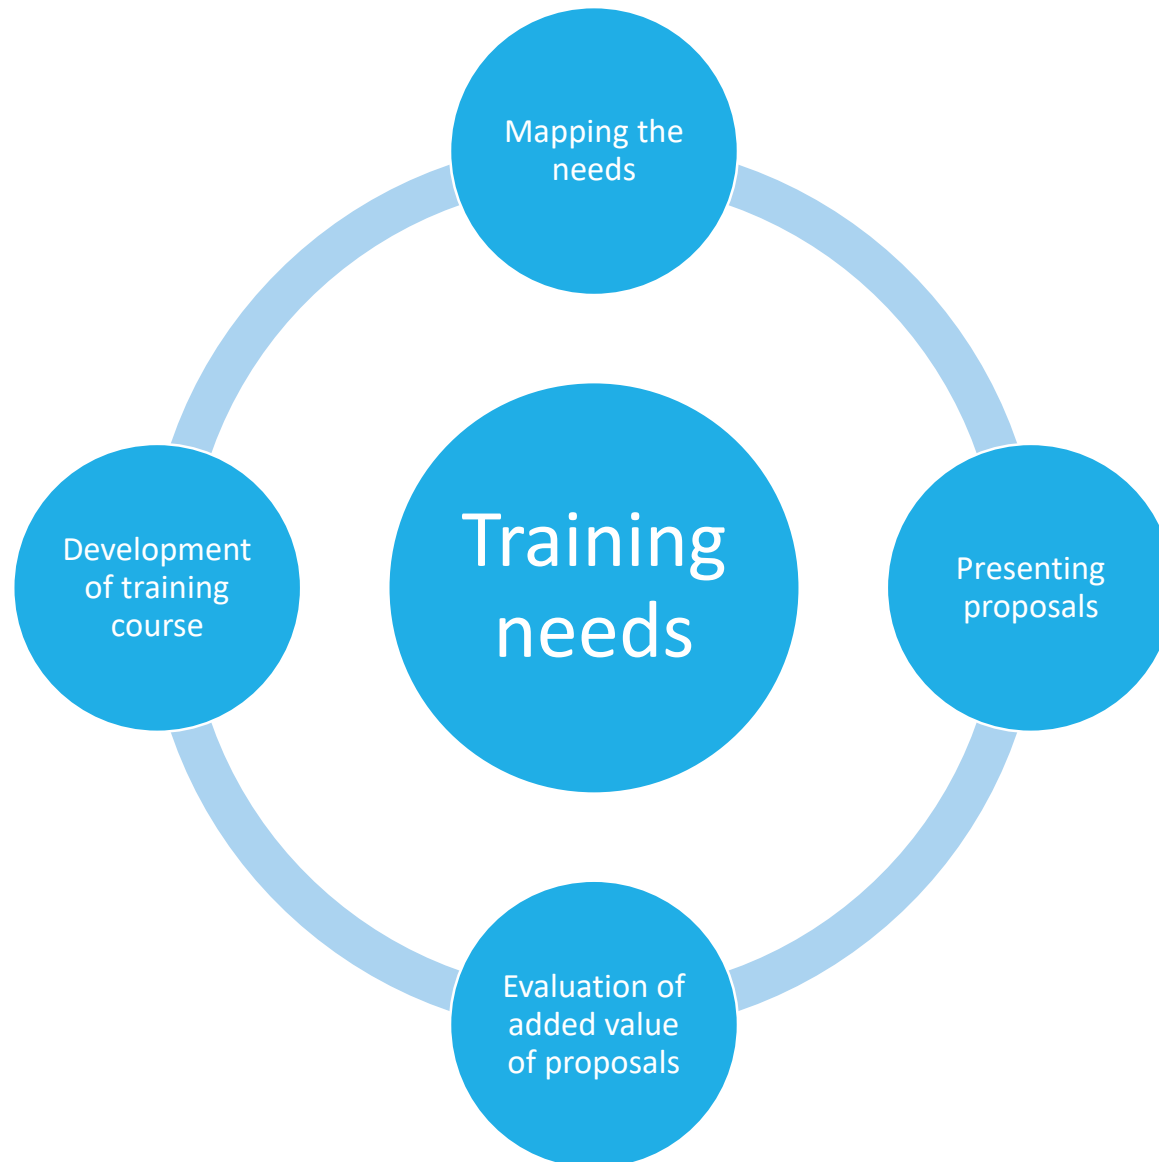 Mapping the
needs
Training
needs
Presenting
proposals
Evaluation of
added value
of proposals
Development
of training
course